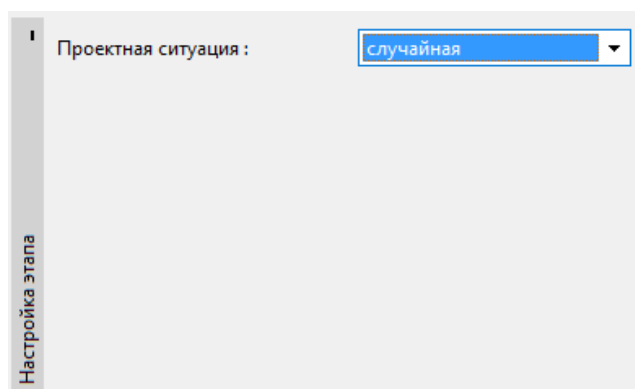 Проектная ситуация :
случайная
Настройка этапа